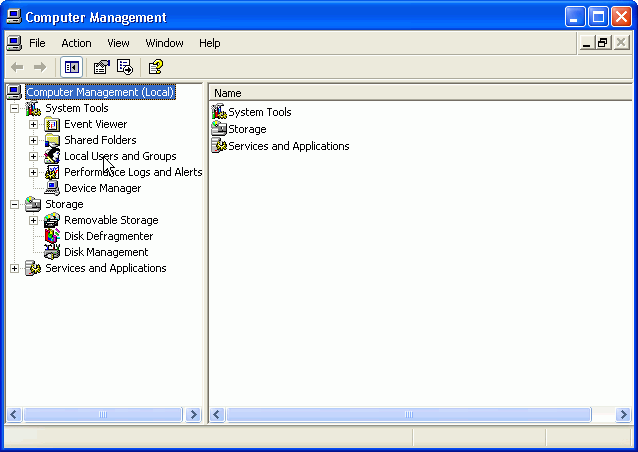 Computer Management
File Action View Window Help
Computer Management (Local)
System Tools
Event Viewer
Shared Folders
Local Users and Groups
Performance Logs and Alerts
Device Manager
Storage
Removable Storage
Disk Defragmenter
Disk Management
Services and Applications
Name
System Tools
Storage
Services and Applications